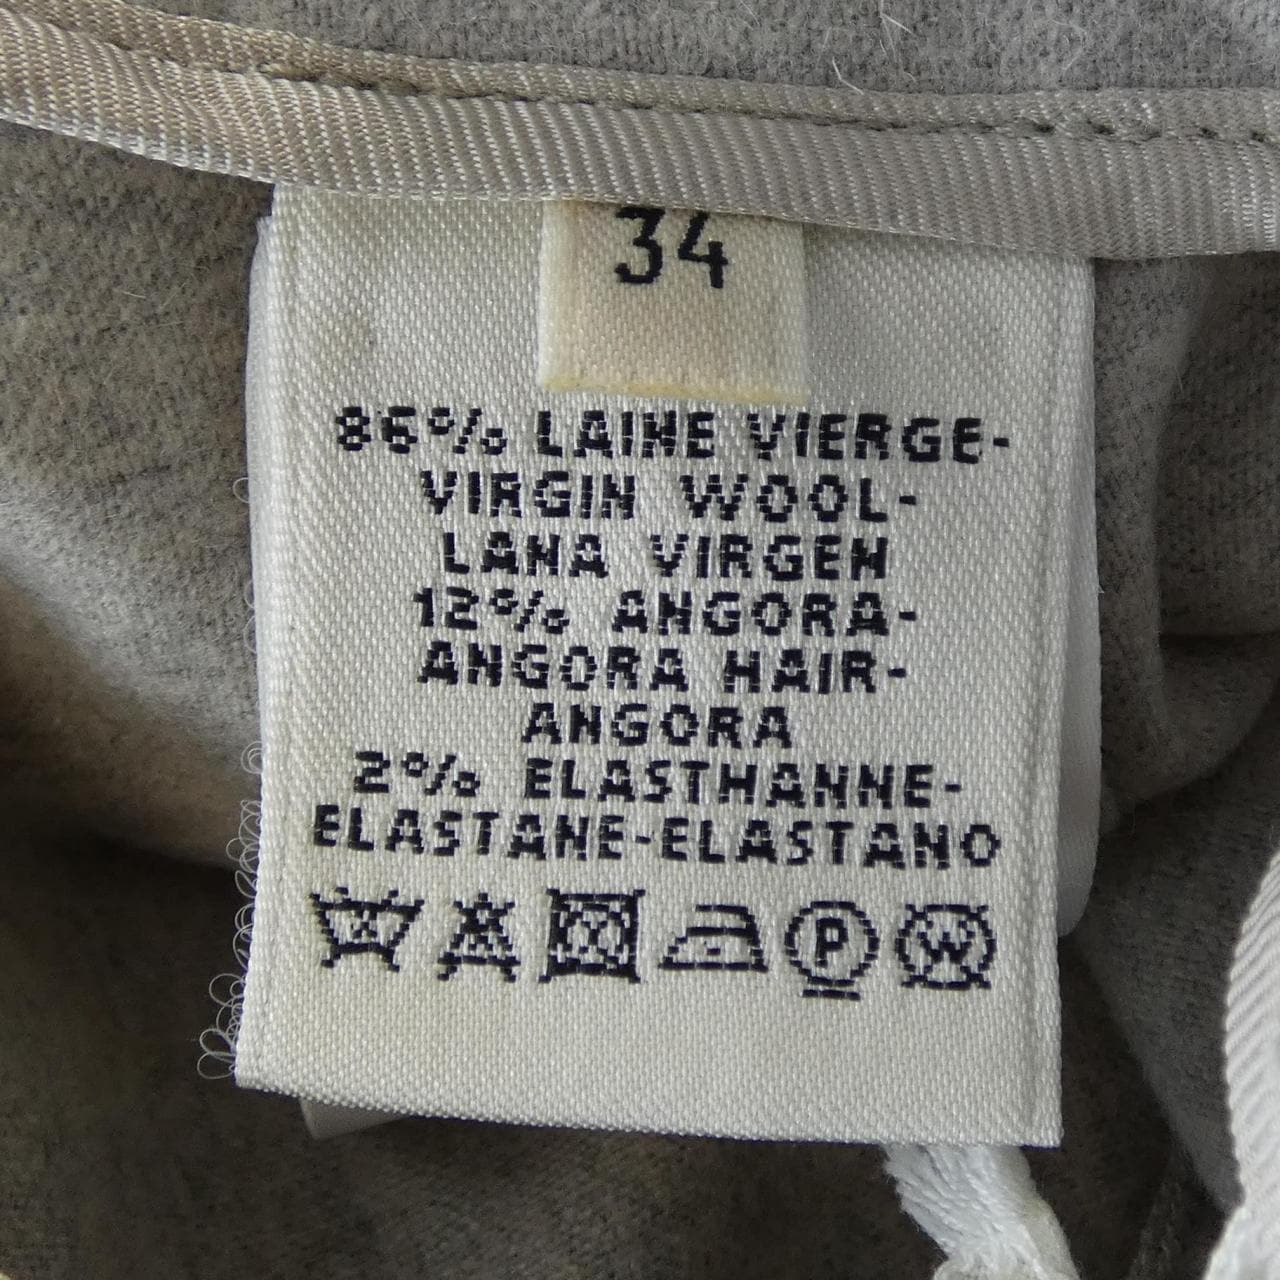 34
86% LAINE VIERGE-
VIRGIN WOOL-
LANA VIRGEN
12% ANGORA-
ANGORA HAIR-
ANGORA
2% ELASTHANNE-
ELASTANE-ELASTANO
P W